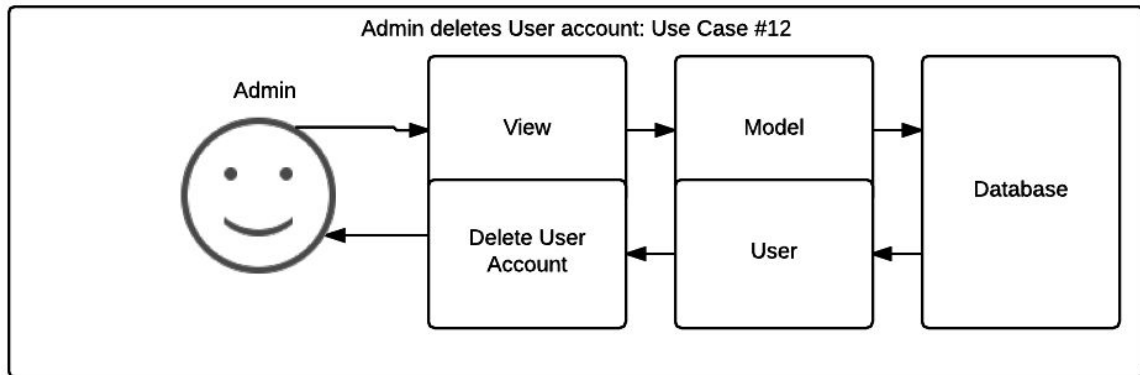 Admin deletes User account: Use Case #12
Admin
View
Model
Database
Delete User
Account
User